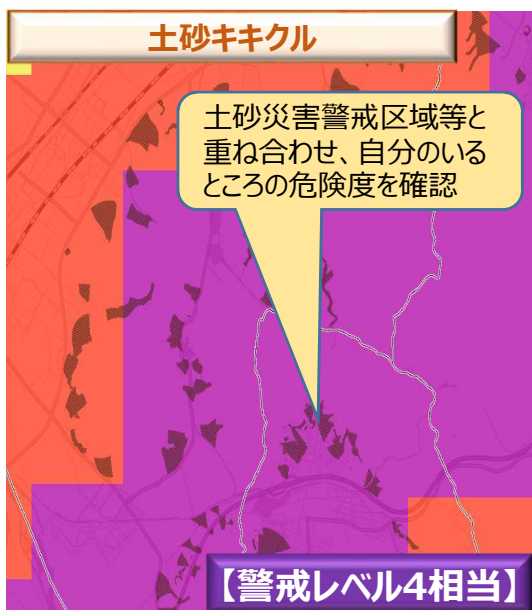 土砂キキクル
土砂災害警戒区域等と
重ね合わせ、自分のいる
ところの危険度を確認
【警戒レベル4相当】